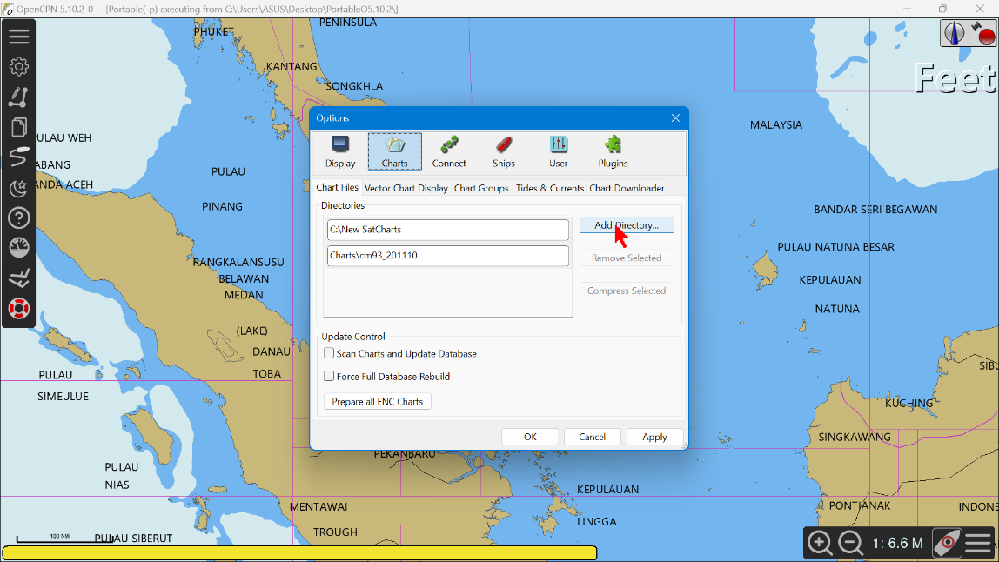 OpenCPN 5.10.2-0 -- [Portable(-p) executing from C:\Users\ASUS\Desktop\PortableO5.10.2\]
PHUKET
PENINSULA
KANTANG
SONGKHLA
Feet
MALAYSIA
ULAU WEH
ABANG
ANDA ACEH
PULAU
PINANG
BANDAR SERI BEGAWAN
PULAU NATUNA BESAR
KEPULAUAN
NATUNA
RANGKALANSUSU
BELAWAN
MEDAN
(LAKE)
DANAU
TOBA
PULAU
SIMEULUE
Options
Display
Charts
Connect
Ships
User
Plugins
Chart Files
Vector Chart Display
Chart Groups
Tides & Currents
Chart Downloader
Directories
C:\New SatCharts
Add Directory...
Charts\cm93_201110
Remove Selected
Compress Selected
Update Control
Scan Charts and Update Database
Force Full Database Rebuild
Prepare all ENC Charts
OK
Cancel
Apply
SIBU
KUCHING
SINGKAWANG
PEKANBARU
PULAU
NIAS
KEPULAUAN
LINGGA
MENTAWAI
TROUGH
PONTIANAK
INDONE
100 NMi
PULAU SIBERUT
1: 6.6 M